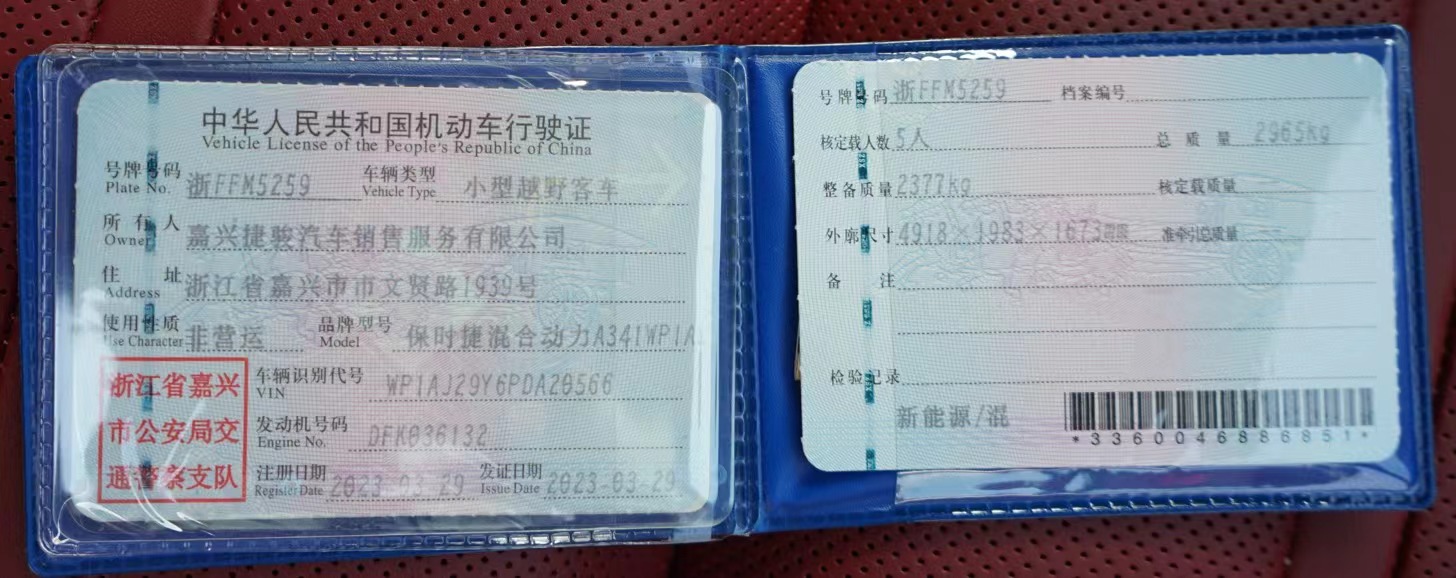 中华人民共和国机动车行驶证
Vehicle License of the People's Republic of China
号牌号码 浙FFM5259 车辆类型 小型越野客车
Plate No. Vehicle Type
所有人 嘉兴捷骏汽车销售服务有限公司
Owner
住址 浙江省嘉兴市市文贤路1939号
Address
使用性质 非营运 品牌型号 保时捷混合动力A34IWP1A
Use Character Model
浙江省嘉兴
市公安局交
通警察支队
车辆识别代号 WP1AJ29Y6PDA20566
VIN
发动机号码 DFK036132
Engine No.
注册日期 2023-03-29 发证日期 2023-03-29
Register Date Issue Date
号牌号码 浙FFM5259 档案编号
核定载人数 5人 总质量 2965kg
整备质量 2377kg 核定载质量
外廓尺寸 4918×1983×1673 准牵引总质量
备注
检验记录
新能源/混
*3360046886851*